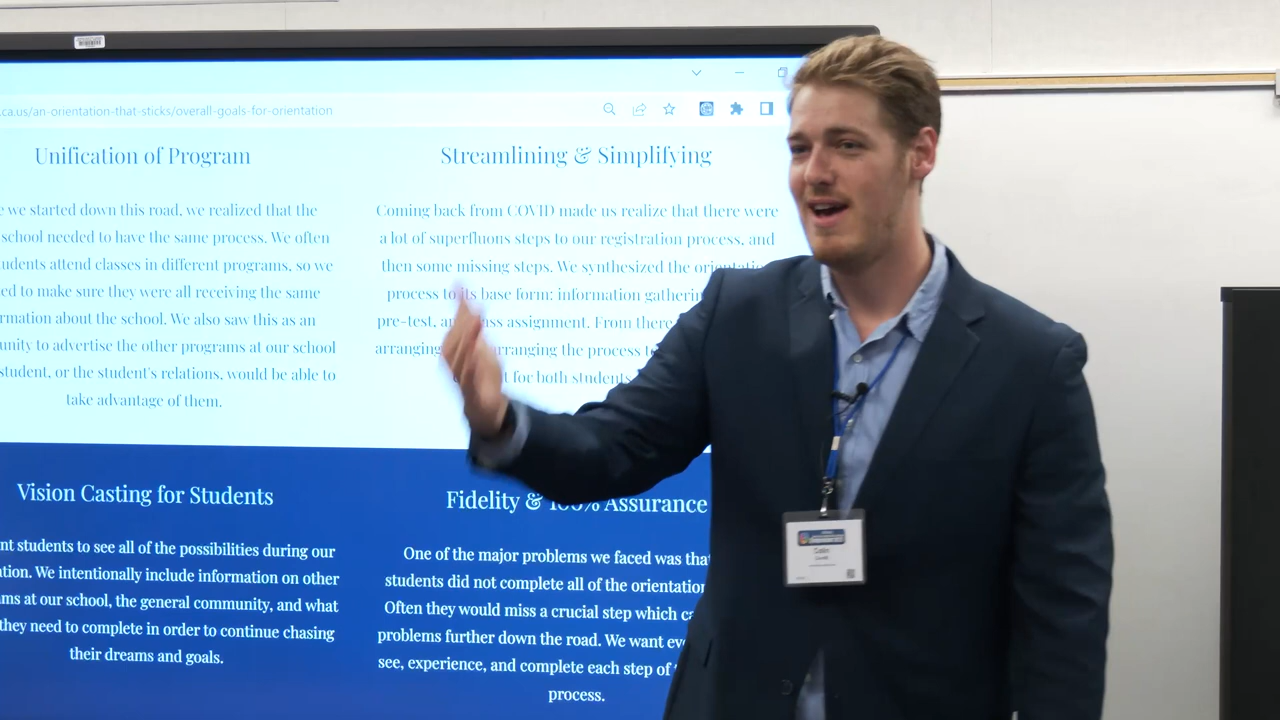 .ca.us/an-orientation-that-sticks/overall-goals-for-orientation
Unification of Program
we started down this road, we realized that the
school needed to have the same process. We often
udents attend classes in different programs, so we
ed to make sure they were all receiving the same
rmation about the school. We also saw this as an
unity to advertise the other programs at our school
student, or the student's relations, would be able to
take advantage of them.
Streamlining & Simplifying
Coming back from COVID made us realize that there were
a lot of superfluous steps to our registration process, and
then some missing steps. We synthesized the orientatio
process to its base form: information gatherin
pre-test, an ss assignment. From there
arranging rranging the process t
t for both students
Vision Casting for Students
nt students to see all of the possibilities during our
ation. We intentionally include information on other
ms at our school, the general community, and what
they need to complete in order to continue chasing
their dreams and goals.
Fidelity & 100% Assurance
One of the major problems we faced was that
students did not complete all of the orientation
Often they would miss a crucial step which ca
problems further down the road. We want eve
see, experience, and complete each step of
process.
Colin